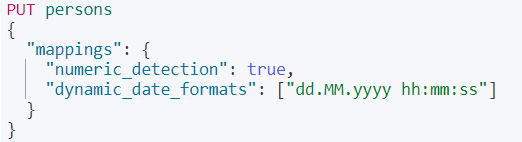 PUT persons
{
  "mappings": {
    "numeric_detection": true,
    "dynamic_date_formats": ["dd.MM.yyyy hh:mm:ss"]
  }
}